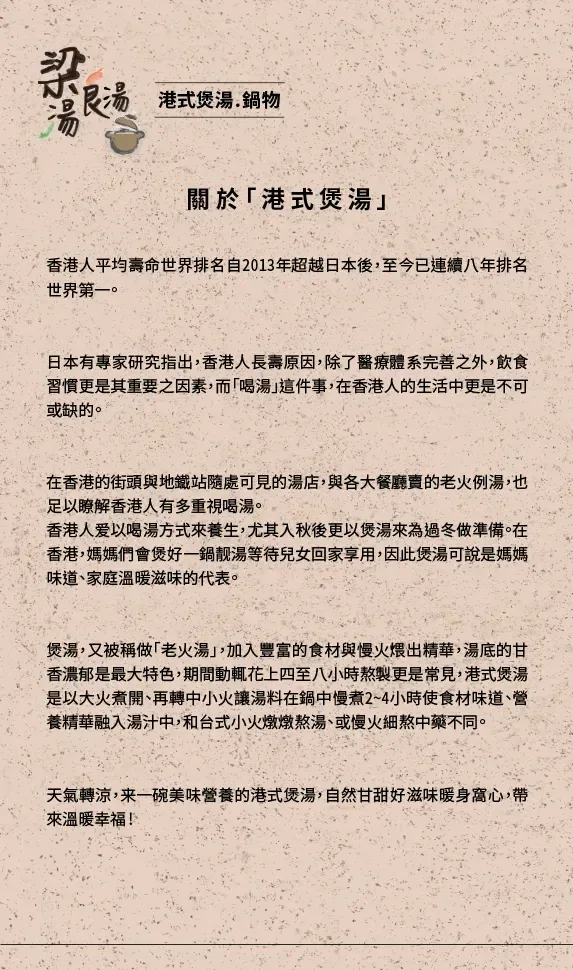 梁湯
艮湯
湯
港式煲湯.鍋物
關於「港式煲湯」
香港人平均壽命世界排名自2013年超越日本後，至今已連續八年排名
世界第一。
日本有專家研究指出，香港人長壽原因，除了醫療體系完善之外，飲食
習慣更是其重要之因素，而「喝湯」這件事，在香港人的生活中更是不可
或缺的。
在香港的街頭與地鐵站隨處可見的湯店，與各大餐廳賣的老火例湯，也
足以瞭解香港人有多重視喝湯。
香港人爱以喝湯方式來養生，尤其入秋後更以煲湯來為過冬做準備。在
香港，媽媽們會煲好一鍋靚湯等待兒女回家享用，因此煲湯可說是媽媽
味道、家庭溫暖滋味的代表。
煲湯，又被稱做「老火湯」，加入豐富的食材與慢火煨出精華，湯底的甘
香濃郁是最大特色，期間動輒花上四至八小時熬製更是常見，港式煲湯
是以大火煮開、再轉中小火讓湯料在鍋中慢煮2~4小時使食材味道、營
養精華融入湯汁中，和台式小火燉燉熬湯、或慢火細熬中藥不同。
天氣轉涼，来一碗美味營養的港式煲湯，自然甘甜好滋味暖身窩心，帶
來溫暖幸福！